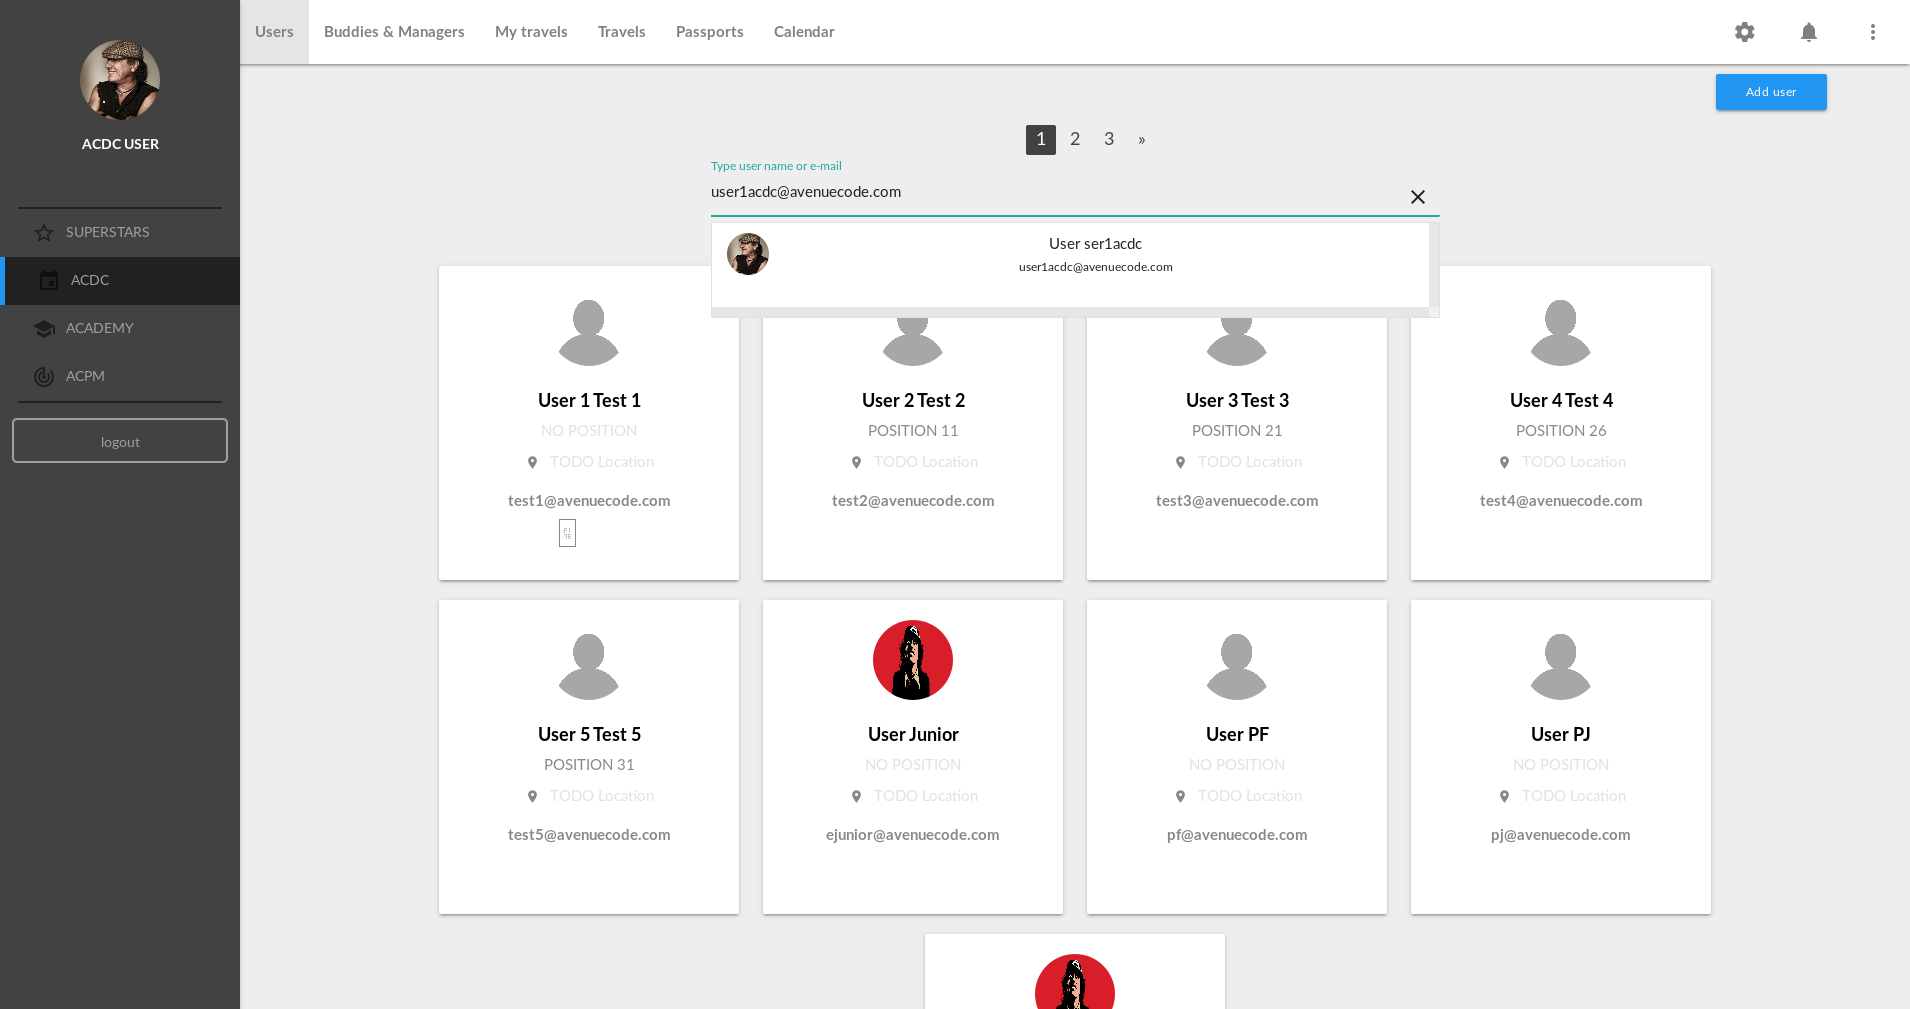 Users Buddies & Managers My travels Travels Passports Calendar
ACDC USER
SUPERSTARS
ACDC
ACADEMY
ACPM
logout
Add user
1 2 3 »
Type user name or e-mail
user1acdc@avenuecode.com
User ser1acdc
user1acdc@avenuecode.com
User 1 Test 1
NO POSITION
TODO Location
test1@avenuecode.com
User 2 Test 2
POSITION 11
TODO Location
test2@avenuecode.com
User 3 Test 3
POSITION 21
TODO Location
test3@avenuecode.com
User 4 Test 4
POSITION 26
TODO Location
test4@avenuecode.com
User 5 Test 5
POSITION 31
TODO Location
test5@avenuecode.com
User Junior
NO POSITION
TODO Location
ejunior@avenuecode.com
User PF
NO POSITION
TODO Location
pf@avenuecode.com
User PJ
NO POSITION
TODO Location
pj@avenuecode.com